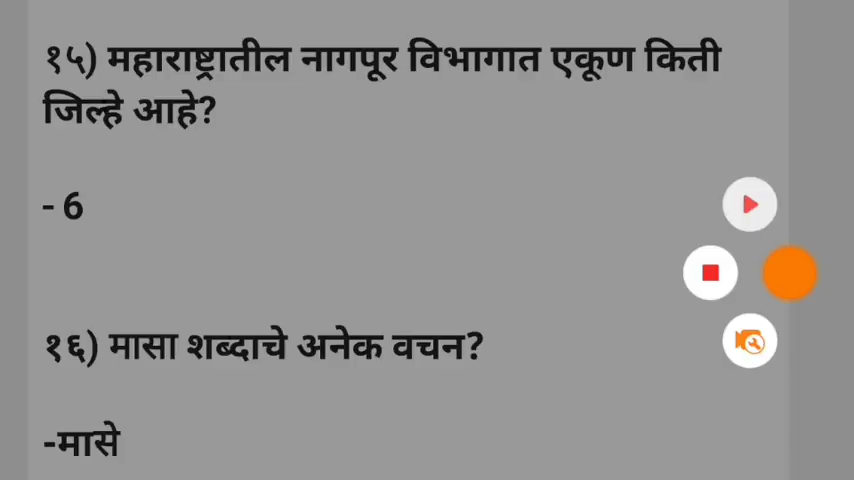 १५) महाराष्ट्रातील नागपूर विभागात एकूण किती
जिल्हे आहे?
- 6
१६) मासा शब्दाचे अनेक वचन?
-मासे